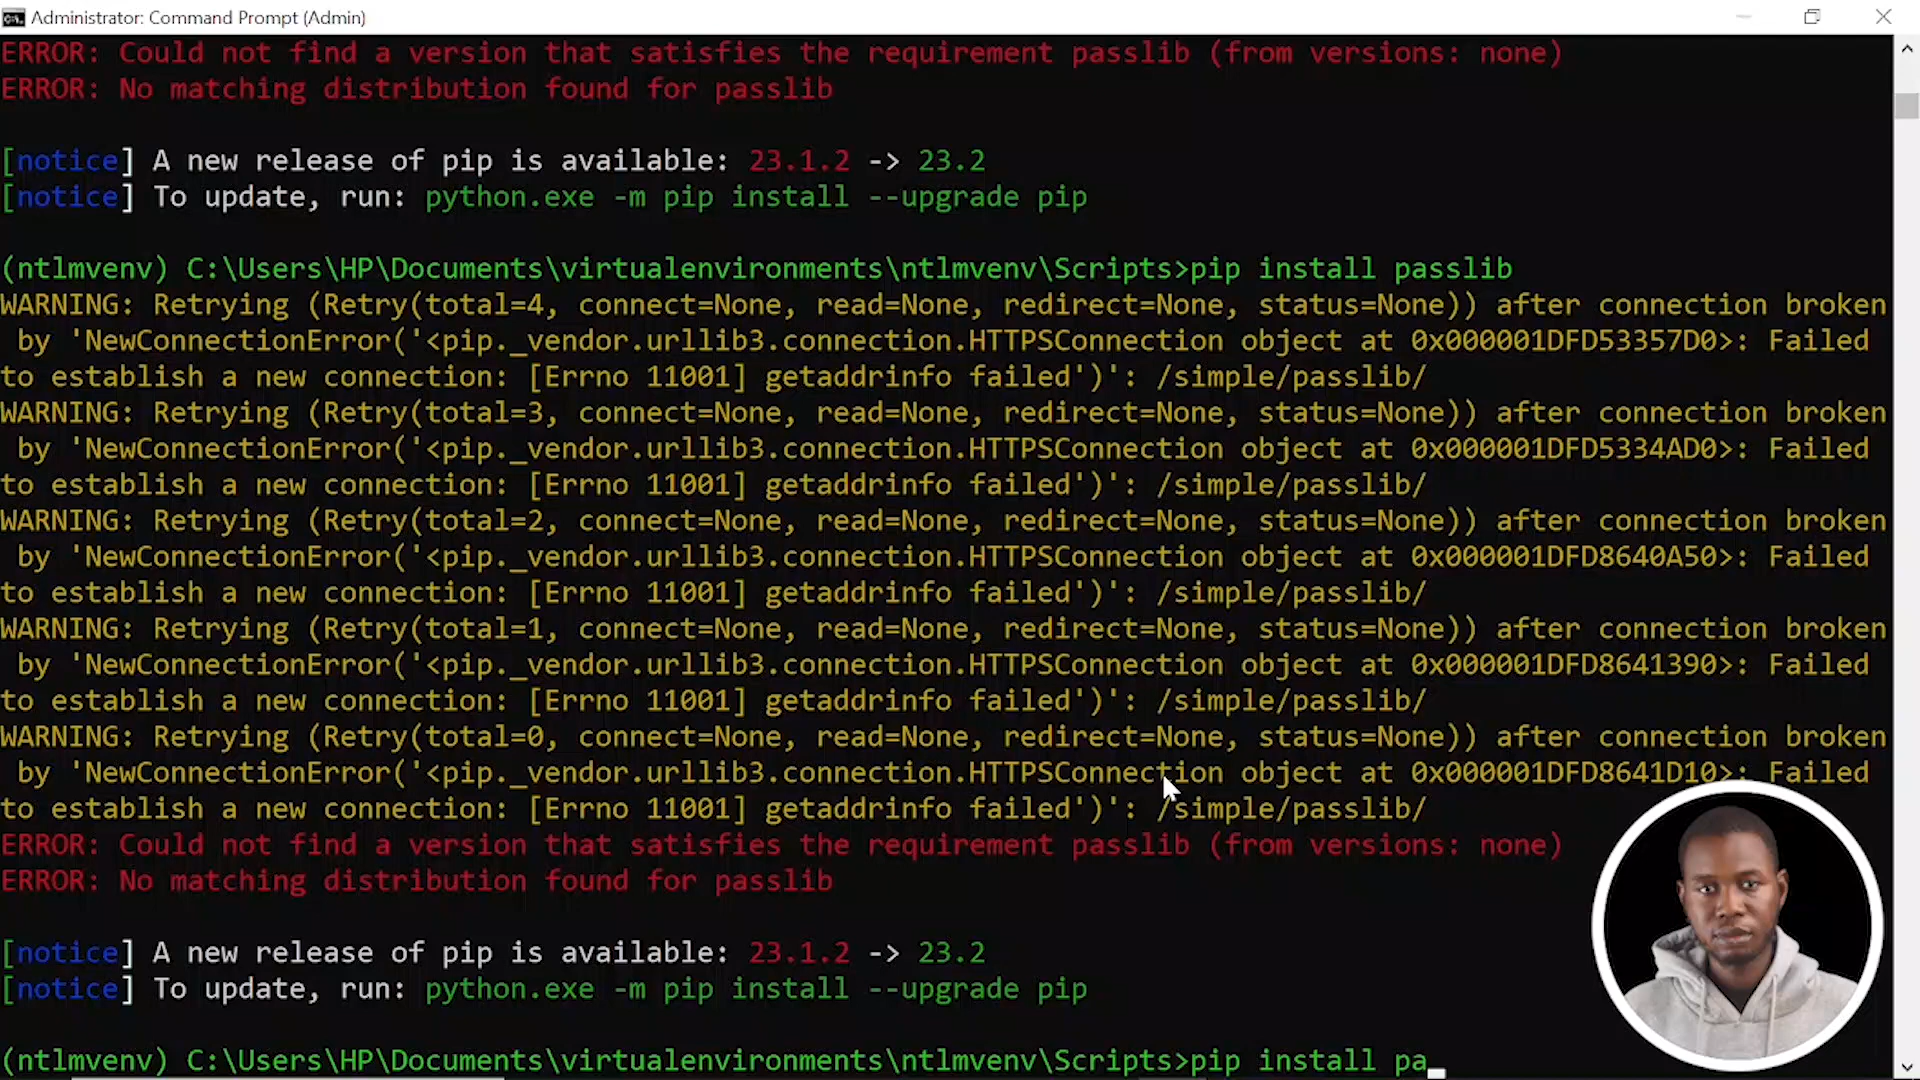 Administrator: Command Prompt (Admin)
ERROR: Could not find a version that satisfies the requirement passlib (from versions: none)
ERROR: No matching distribution found for passlib
[notice] A new release of pip is available: 23.1.2 -> 23.2
[notice] To update, run: python.exe -m pip install --upgrade pip
(ntlmvenv) C:\Users\HP\Documents\virtualenvironments\ntlmvenv\Scripts>pip install passlib
WARNING: Retrying (Retry(total=4, connect=None, read=None, redirect=None, status=None)) after connection broken
by 'NewConnectionError('<pip._vendor.urllib3.connection.HTTPSConnection object at 0x000001DFD53357D0>: Failed
to establish a new connection: [Errno 11001] getaddrinfo failed')': /simple/passlib/
WARNING: Retrying (Retry(total=3, connect=None, read=None, redirect=None, status=None)) after connection broken
by 'NewConnectionError('<pip._vendor.urllib3.connection.HTTPSConnection object at 0x000001DFD5334AD0>: Failed
to establish a new connection: [Errno 11001] getaddrinfo failed')': /simple/passlib/
WARNING: Retrying (Retry(total=2, connect=None, read=None, redirect=None, status=None)) after connection broken
by 'NewConnectionError('<pip._vendor.urllib3.connection.HTTPSConnection object at 0x000001DFD8640A50>: Failed
to establish a new connection: [Errno 11001] getaddrinfo failed')': /simple/passlib/
WARNING: Retrying (Retry(total=1, connect=None, read=None, redirect=None, status=None)) after connection broken
by 'NewConnectionError('<pip._vendor.urllib3.connection.HTTPSConnection object at 0x000001DFD8641390>: Failed
to establish a new connection: [Errno 11001] getaddrinfo failed')': /simple/passlib/
WARNING: Retrying (Retry(total=0, connect=None, read=None, redirect=None, status=None)) after connection broken
by 'NewConnectionError('<pip._vendor.urllib3.connection.HTTPSConnection object at 0x000001DFD8641D10>: Failed
to establish a new connection: [Errno 11001] getaddrinfo failed')': /simple/passlib/
ERROR: Could not find a version that satisfies the requirement passlib (from versions: none)
ERROR: No matching distribution found for passlib
[notice] A new release of pip is available: 23.1.2 -> 23.2
[notice] To update, run: python.exe -m pip install --upgrade pip
(ntlmvenv) C:\Users\HP\Documents\virtualenvironments\ntlmvenv\Scripts>pip install pa